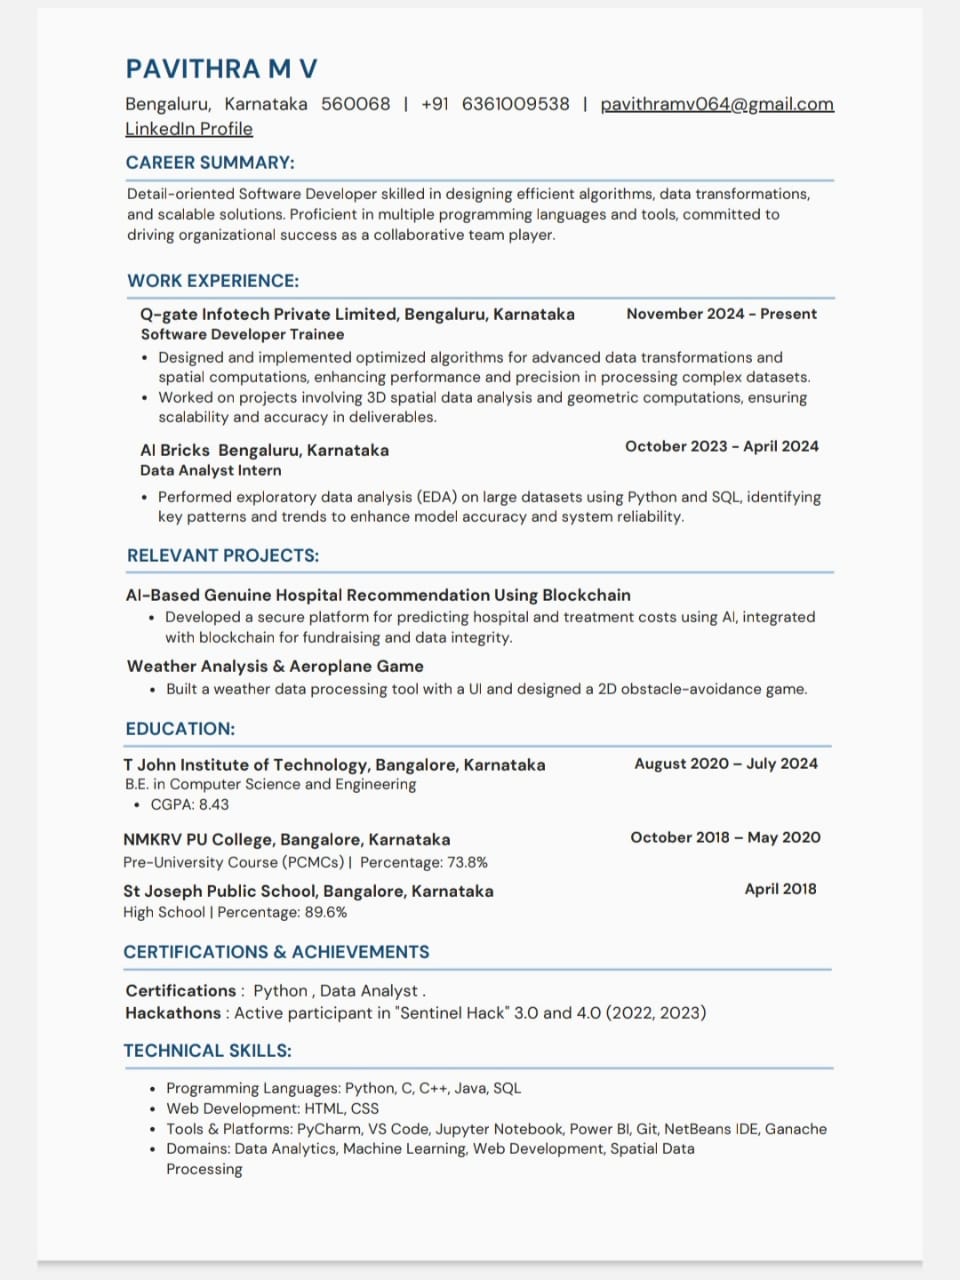 PAVITHRA M V
Bengaluru, Karnataka 560068 | +91 6361009538 | pavithramv064@gmail.com
LinkedIn Profile
CAREER SUMMARY:
Detail-oriented Software Developer skilled in designing efficient algorithms, data transformations,
and scalable solutions. Proficient in multiple programming languages and tools, committed to
driving organizational success as a collaborative team player.
WORK EXPERIENCE:
Q-gate Infotech Private Limited, Bengaluru, Karnataka November 2024 - Present
Software Developer Trainee
• Designed and implemented optimized algorithms for advanced data transformations and
spatial computations, enhancing performance and precision in processing complex datasets.
• Worked on projects involving 3D spatial data analysis and geometric computations, ensuring
scalability and accuracy in deliverables.
AI Bricks Bengaluru, Karnataka October 2023 - April 2024
Data Analyst Intern
• Performed exploratory data analysis (EDA) on large datasets using Python and SQL, identifying
key patterns and trends to enhance model accuracy and system reliability.
RELEVANT PROJECTS:
AI-Based Genuine Hospital Recommendation Using Blockchain
• Developed a secure platform for predicting hospital and treatment costs using AI, integrated
with blockchain for fundraising and data integrity.
Weather Analysis & Aeroplane Game
• Built a weather data processing tool with a UI and designed a 2D obstacle-avoidance game.
EDUCATION:
T John Institute of Technology, Bangalore, Karnataka August 2020 – July 2024
B.E. in Computer Science and Engineering
• CGPA: 8.43
NMKRV PU College, Bangalore, Karnataka October 2018 – May 2020
Pre-University Course (PCMCs) | Percentage: 73.8%
St Joseph Public School, Bangalore, Karnataka April 2018
High School | Percentage: 89.6%
CERTIFICATIONS & ACHIEVEMENTS
Certifications : Python , Data Analyst .
Hackathons : Active participant in "Sentinel Hack" 3.0 and 4.0 (2022, 2023)
TECHNICAL SKILLS:
• Programming Languages: Python, C, C++, Java, SQL
• Web Development: HTML, CSS
• Tools & Platforms: PyCharm, VS Code, Jupyter Notebook, Power BI, Git, NetBeans IDE, Ganache
• Domains: Data Analytics, Machine Learning, Web Development, Spatial Data
Processing